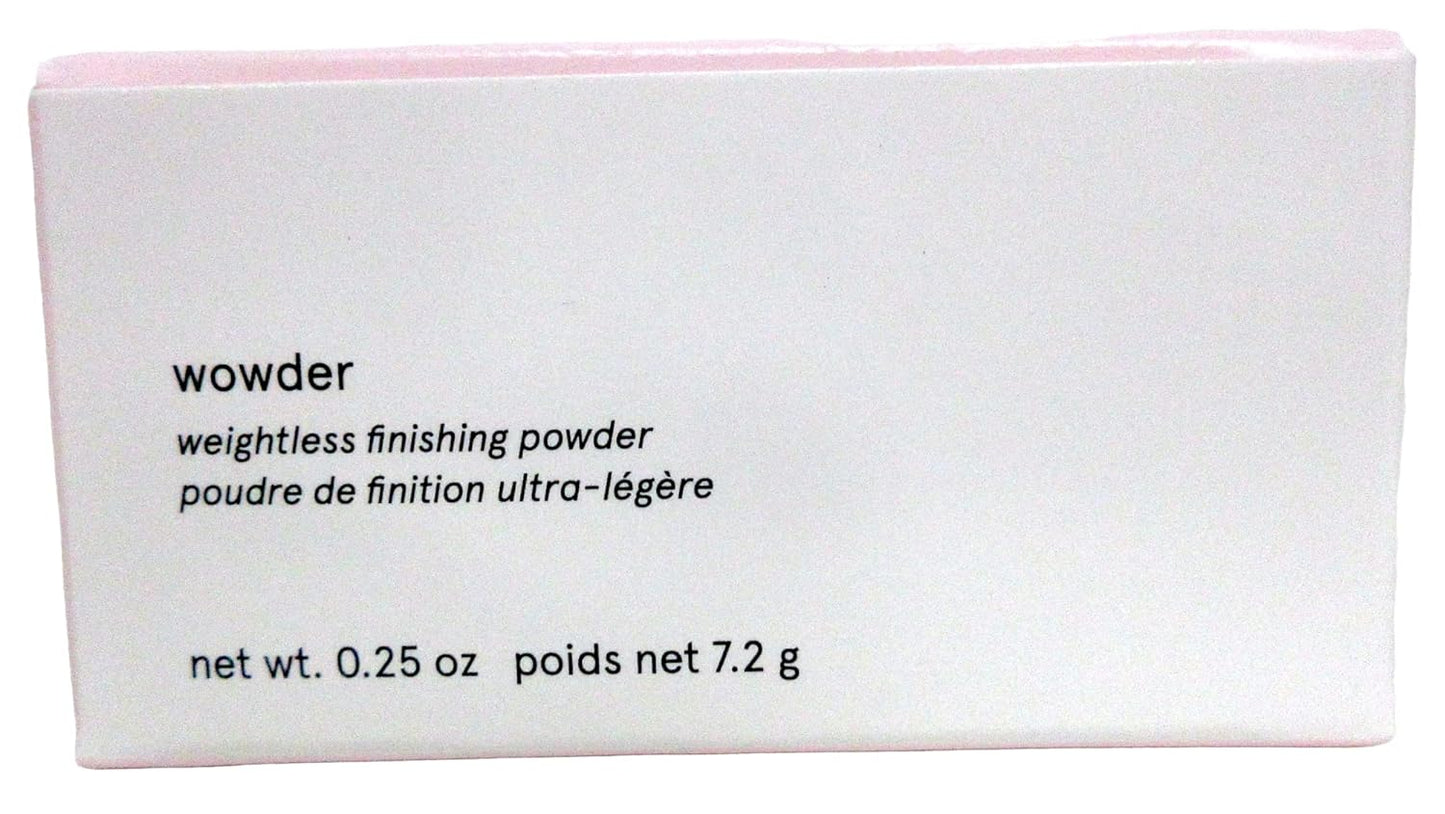 wowder
weightless finishing powder
poudre de finition ultra-légère
net wt. 0.25 oz poids net 7.2 g